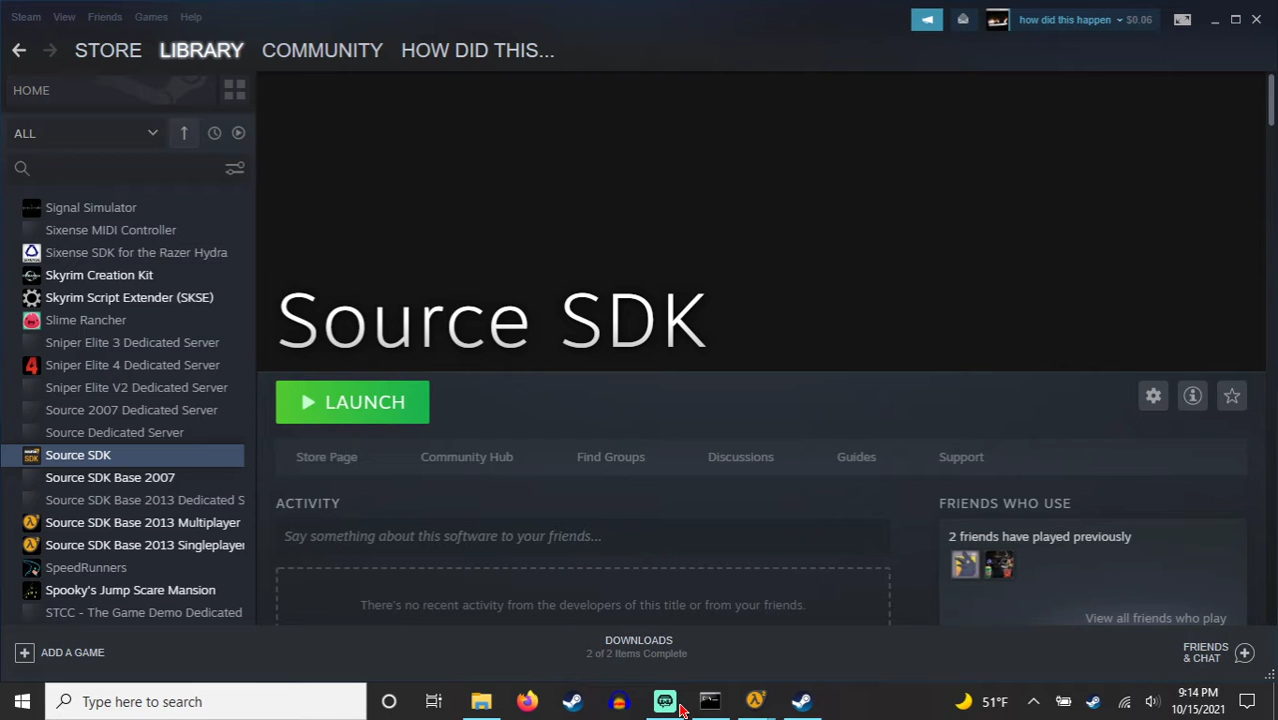 Steam View Friends Games Help
how did this happen $0.06
STORE LIBRARY COMMUNITY HOW DID THIS...
HOME
ALL
Signal Simulator
Sixense MIDI Controller
Sixense SDK for the Razer Hydra
Skyrim Creation Kit
Skyrim Script Extender (SKSE)
Slime Rancher
Sniper Elite 3 Dedicated Server
Sniper Elite 4 Dedicated Server
Sniper Elite V2 Dedicated Server
Source 2007 Dedicated Server
Source Dedicated Server
Source SDK
Source SDK Base 2007
Source SDK Base 2013 Dedicated S
Source SDK Base 2013 Multiplayer
Source SDK Base 2013 Singleplayer
SpeedRunners
Spooky's Jump Scare Mansion
STCC - The Game Demo Dedicated
Source SDK
LAUNCH
Store Page Community Hub Find Groups Discussions Guides Support
ACTIVITY
Say something about this software to your friends...
There's no recent activity from the developers of this title or from your friends.
FRIENDS WHO USE
2 friends have played previously
View all friends who play
ADD A GAME
DOWNLOADS
2 of 2 Items Complete
FRIENDS
& CHAT
Type here to search
51°F
9:14 PM
10/15/2021